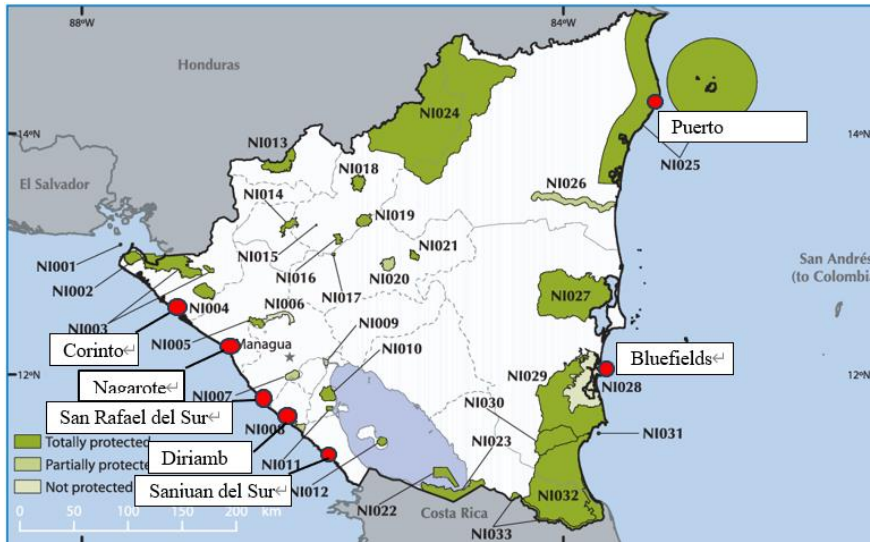 88°W
84°W
Honduras
14°N
14°N
El Salvador
NI024
NI013
Puerto
NI025
NI018
NI014
NI026
NI019
NI015
NI021
NI001
NI016
NI020
San Andrés
(to Colombia)
NI002
NI017
NI027
NI004
NI006
NI003
NI009
NI005
Corinto
Managua
NI010
Bluefields
12°N
12°N
Nagarote
NI007
NI029
NI028
San Rafael del Sur
NI030
NI008
NI031
Totally protected
NI023
NI011
Diriamb
Partially protecte
Saniuan del Sur
NI012
NI032
Not protected
NI022
Costa Rica
NI033
0 50 100 150 200 km